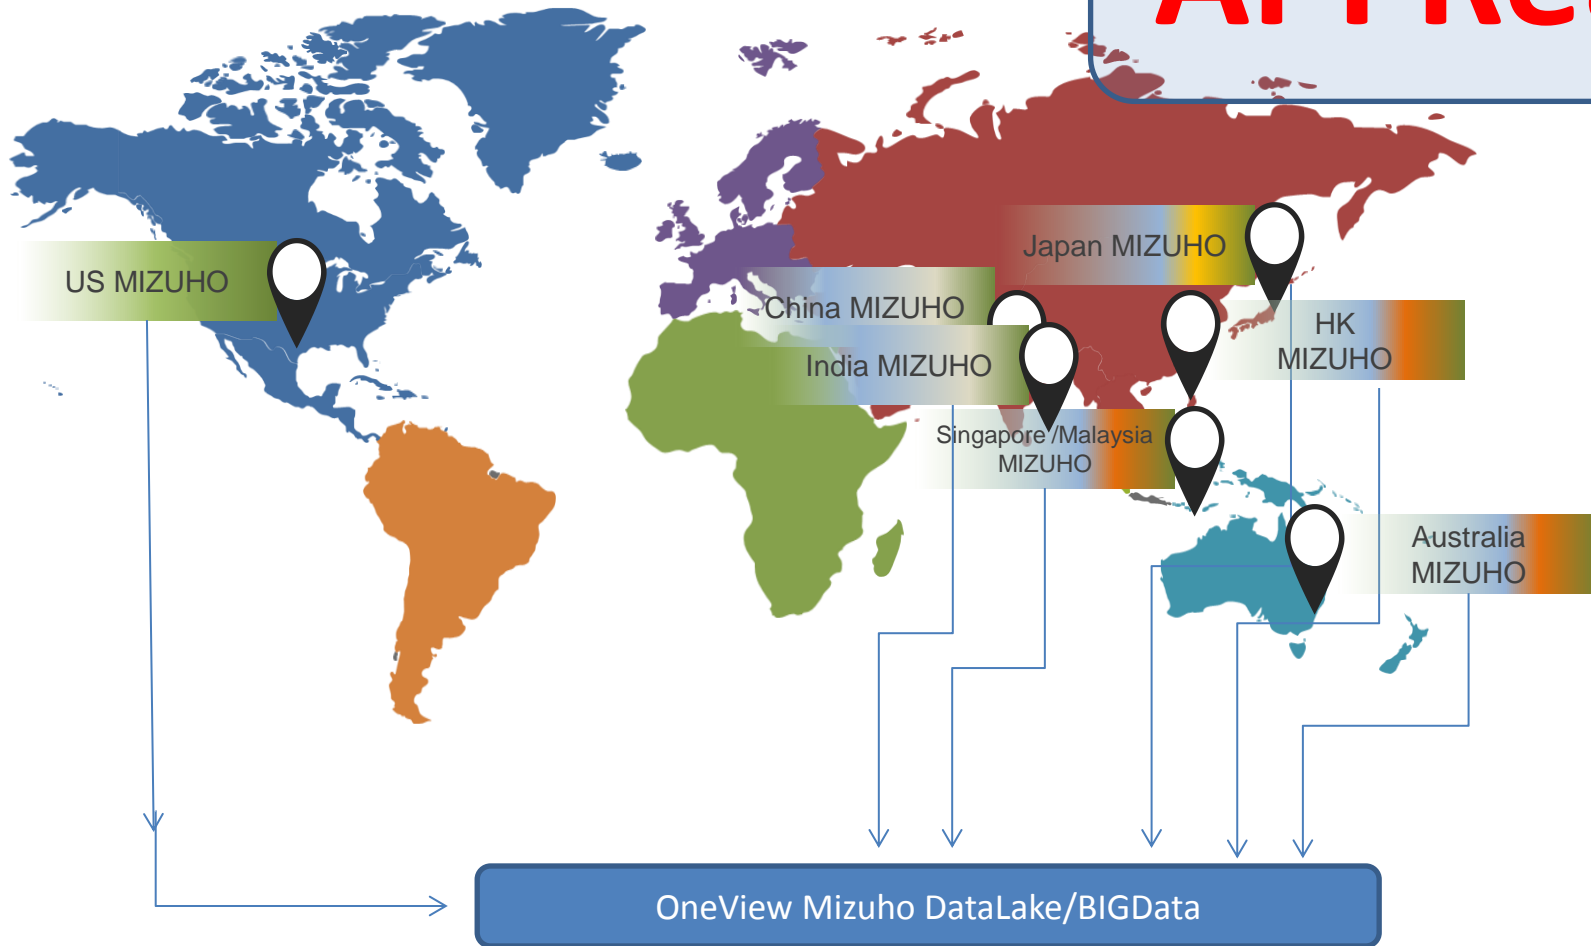 US MIZUHO
Japan MIZUHO
China MIZUHO
HK
MIZUHO
India MIZUHO
Singapore /Malaysia
MIZUHO
Australia
MIZUHO
OneView Mizuho DataLake/BIGData